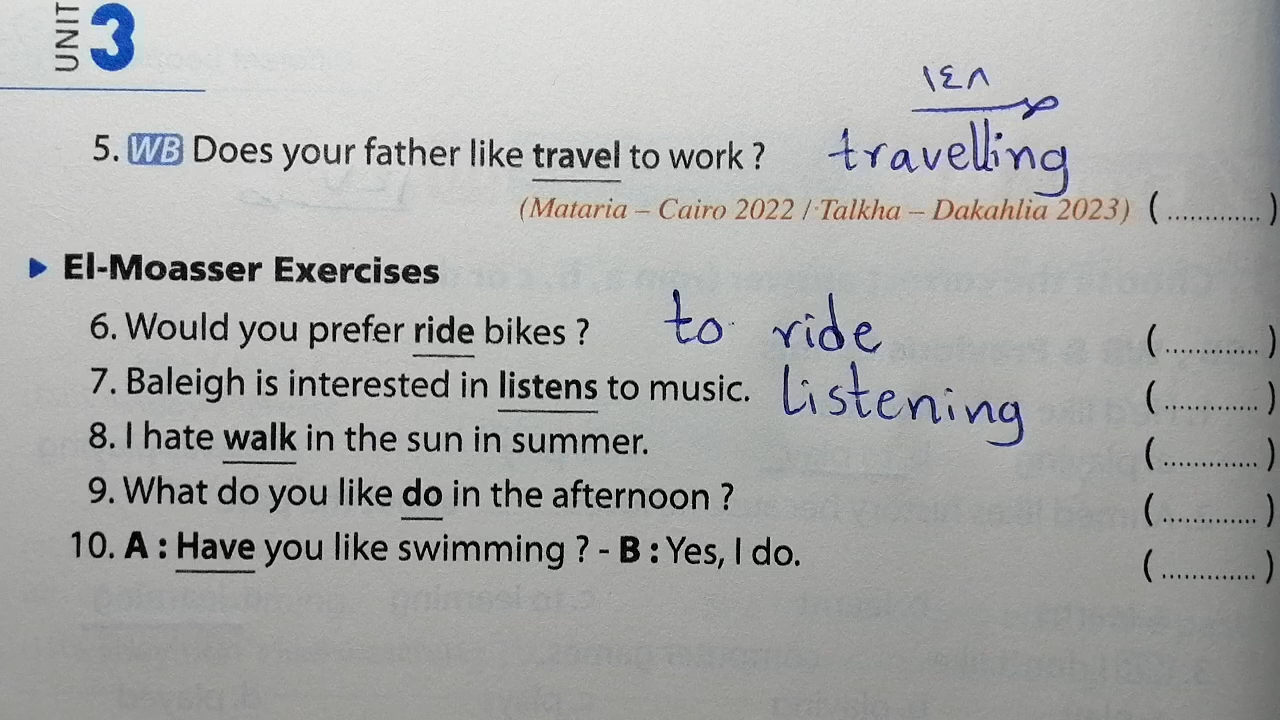 UNIT 3
١٤٨ ص
5. WB Does your father like travel to work ? travelling
(Mataria – Cairo 2022 / Talkha – Dakahlia 2023) (.............)
▶ El-Moasser Exercises
6. Would you prefer ride bikes ? to ride (.............)
7. Baleigh is interested in listens to music. Listening (.............)
8. I hate walk in the sun in summer. (.............)
9. What do you like do in the afternoon ? (.............)
10. A : Have you like swimming ? - B : Yes, I do. (.............)